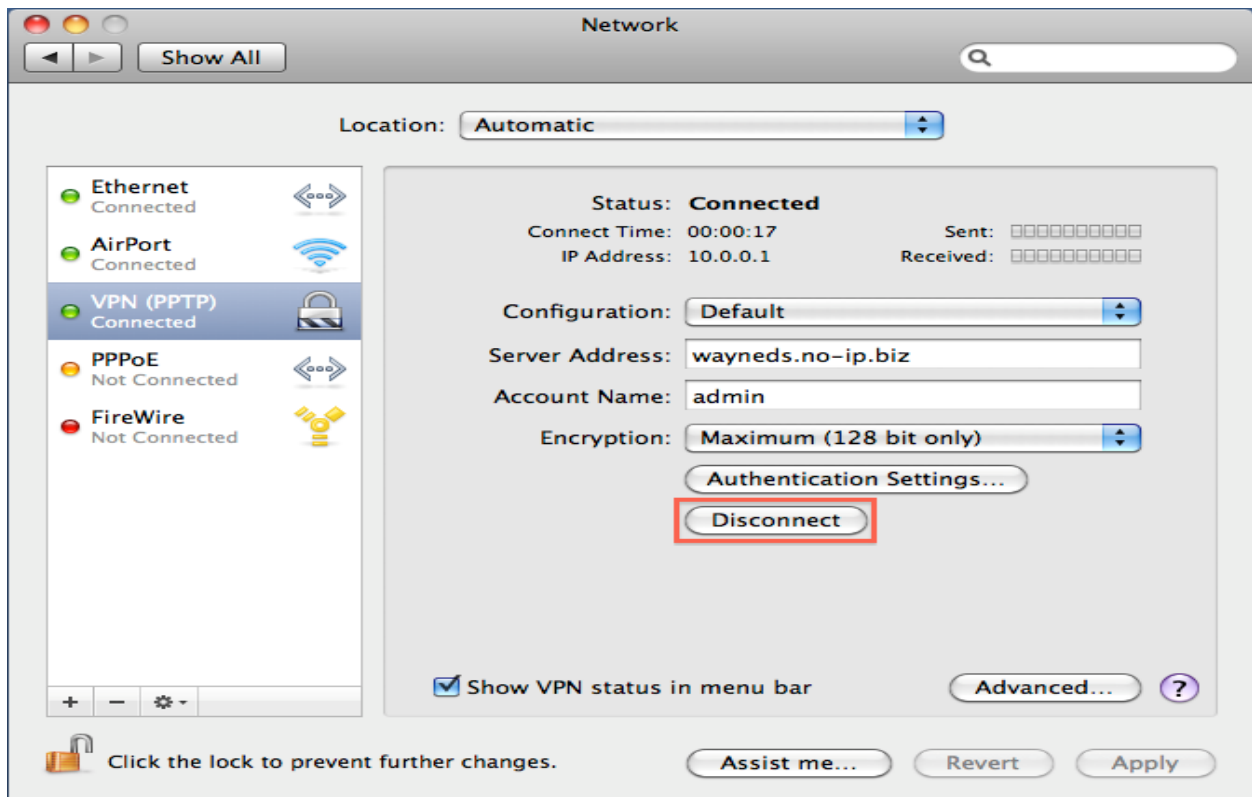 Network
Show All
Location: Automatic
Ethernet
Connected
AirPort
Connected
VPN (PPTP)
Connected
PPPoE
Not Connected
FireWire
Not Connected
Status: Connected
Connect Time: 00:00:17 Sent:
IP Address: 10.0.0.1 Received:
Configuration: Default
Server Address: wayneds.no-ip.biz
Account Name: admin
Encryption: Maximum (128 bit only)
Authentication Settings...
Disconnect
Show VPN status in menu bar Advanced... ?
+ −
Click the lock to prevent further changes. Assist me... Revert Apply